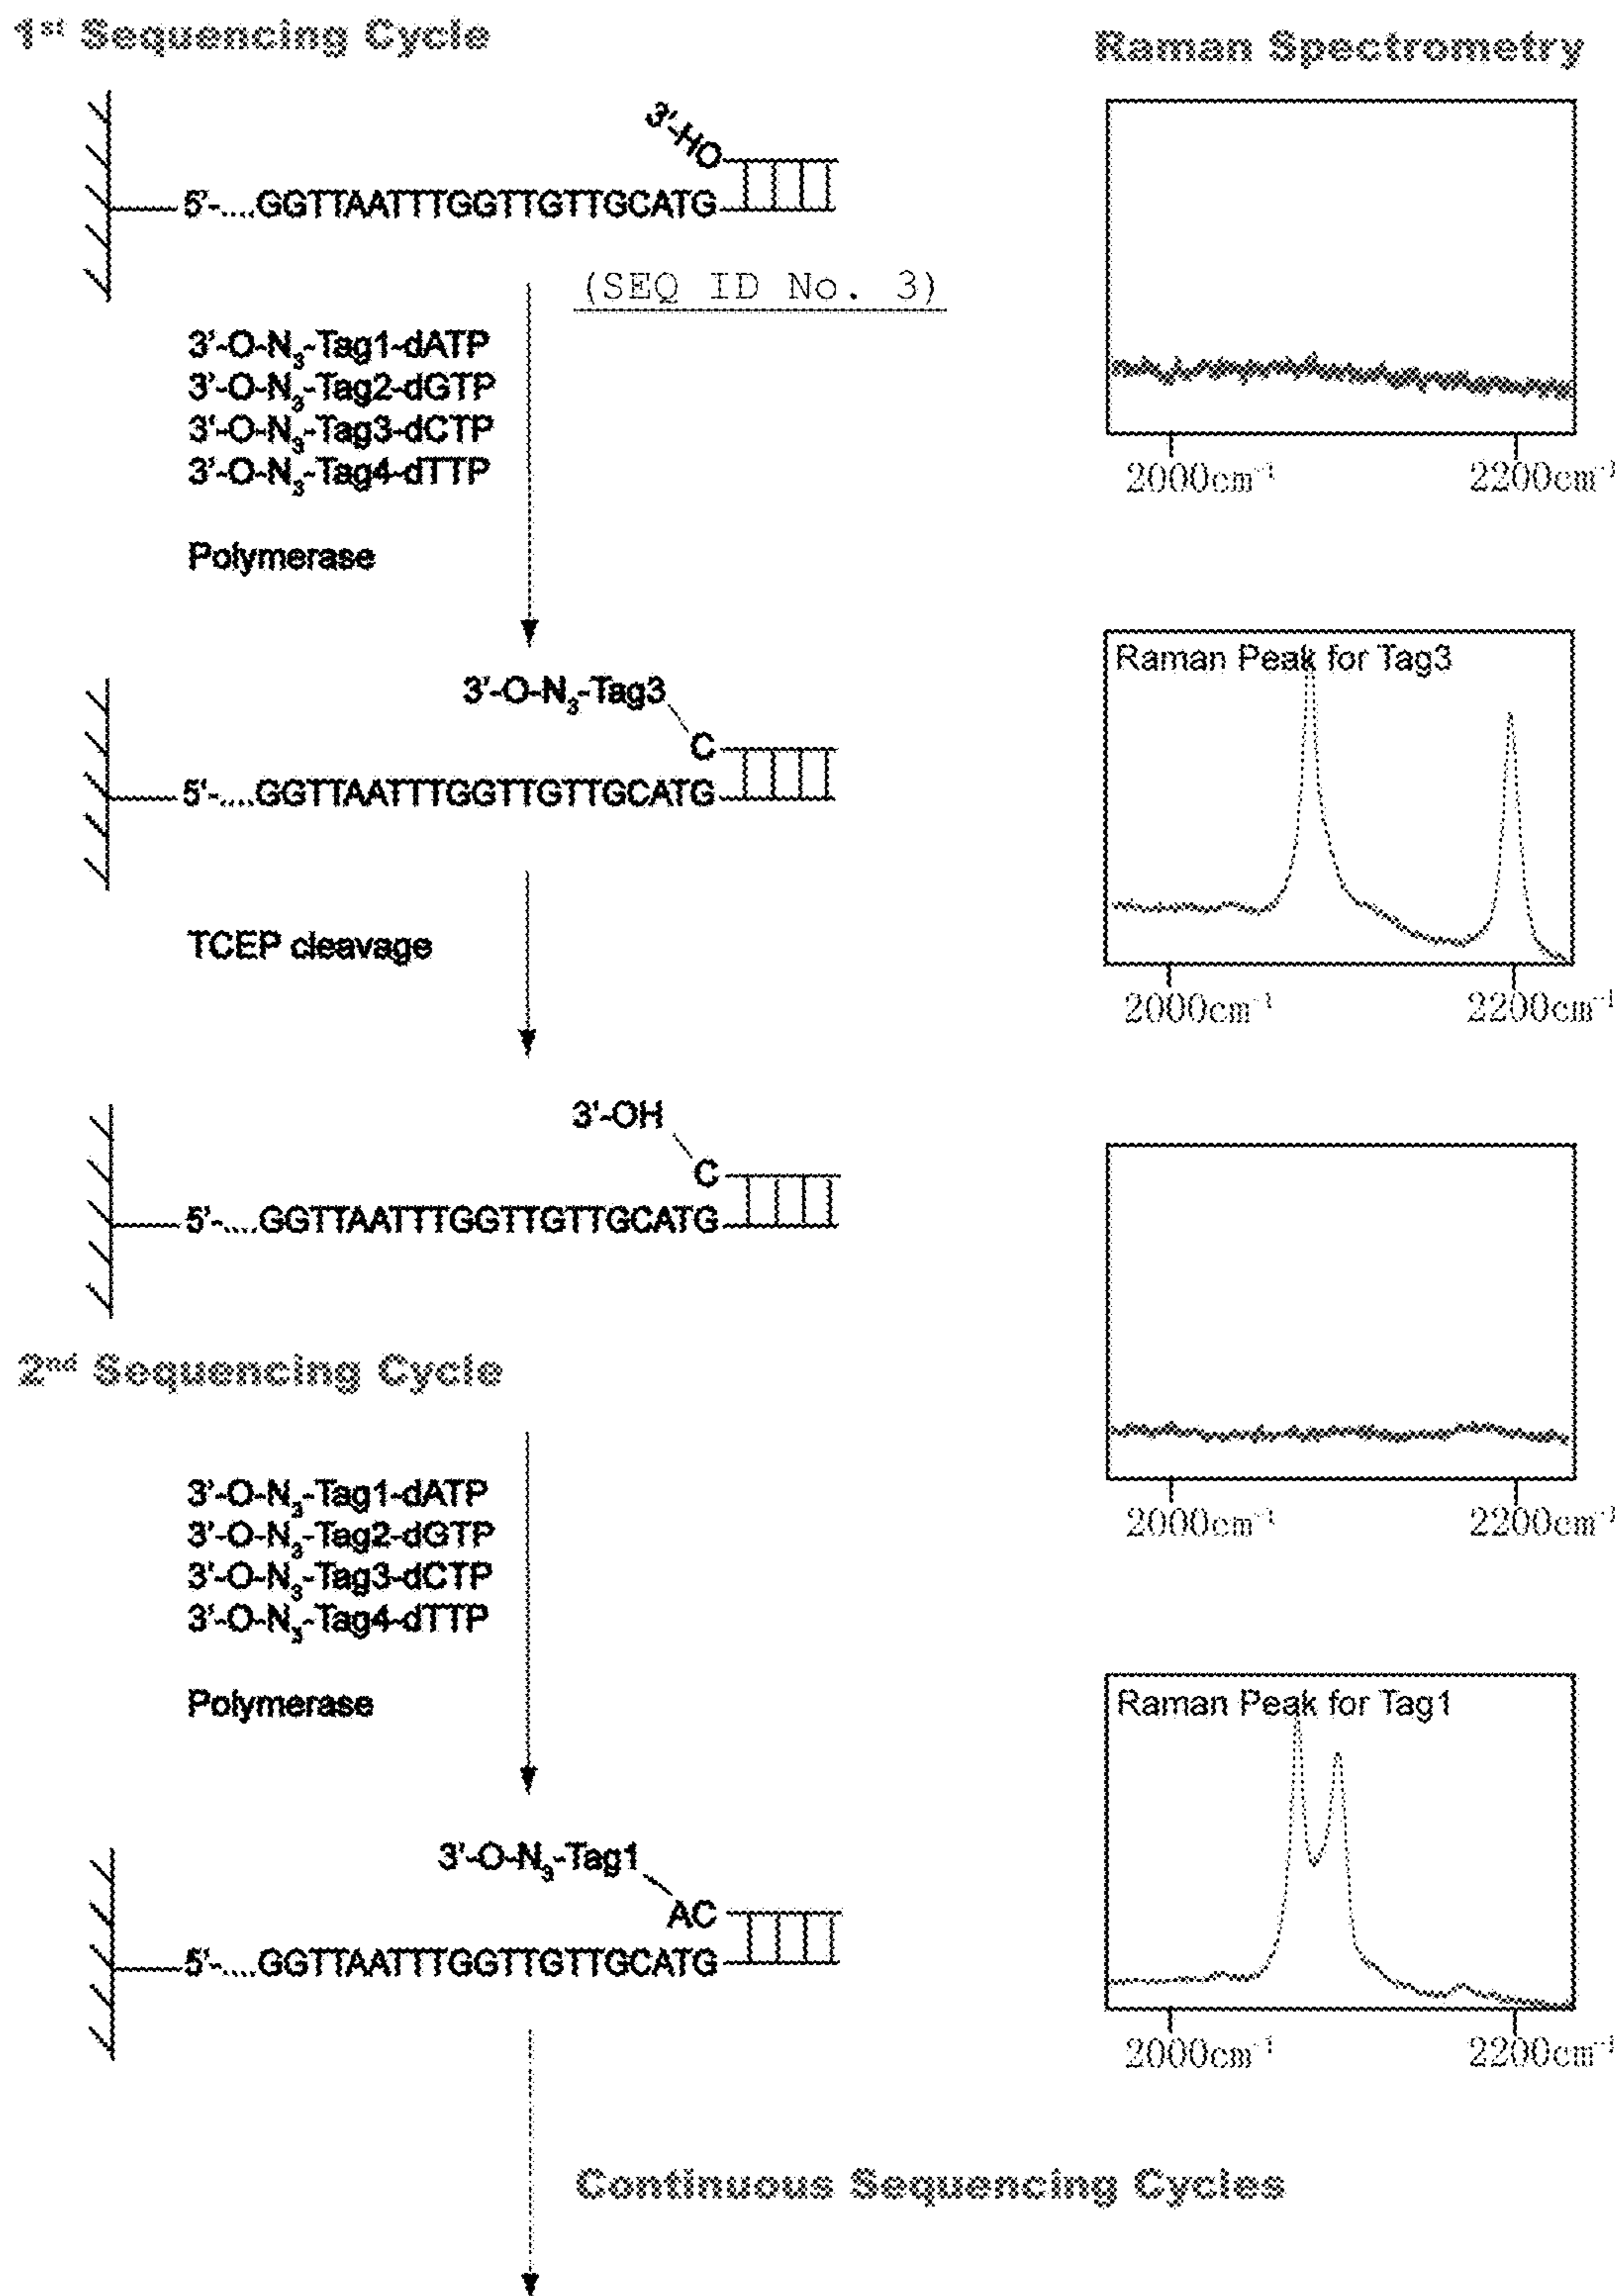 1st Sequencing Cycle
Raman Spectrometry
3'-HO
5'-....GGTTAATTTGGTTGTTGCATG
(SEQ ID No. 3)
3'-O-N3-Tag1-dATP
3'-O-N3-Tag2-dGTP
3'-O-N3-Tag3-dCTP
3'-O-N3-Tag4-dTTP
2000cm-1
2200cm-1
Polymerase
Raman Peak for Tag3
3'-O-N3-Tag3
C
5'-....GGTTAATTTGGTTGTTGCATG
TCEP cleavage
2000cm-1
2200cm-1
3'-OH
C
5'-....GGTTAATTTGGTTGTTGCATG
2nd Sequencing Cycle
3'-O-N3-Tag1-dATP
3'-O-N3-Tag2-dGTP
3'-O-N3-Tag3-dCTP
3'-O-N3-Tag4-dTTP
2000cm-1
2200cm-1
Polymerase
Raman Peak for Tag1
3'-O-N3-Tag1
AC
5'-....GGTTAATTTGGTTGTTGCATG
2000cm-1
2200cm-1
Continuous Sequencing Cycles